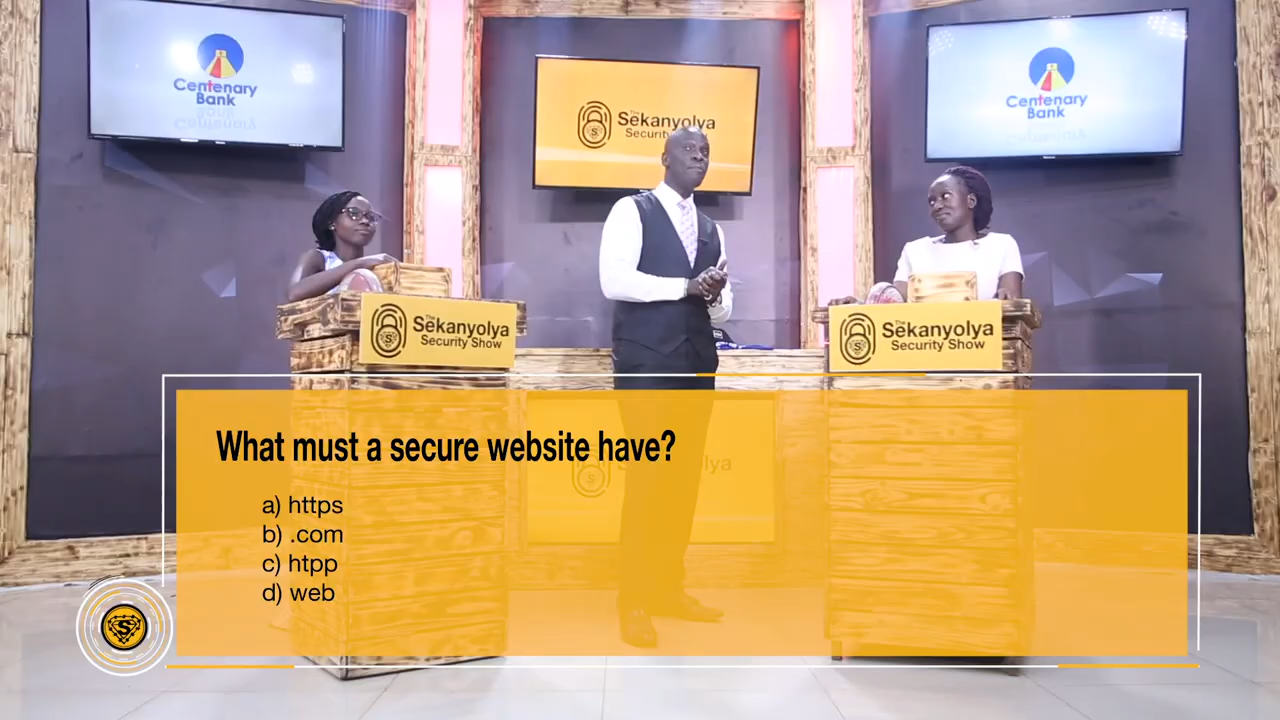 Centenary
Bank
The
Sekanyolya
Security
Centenary
Bank
The
Sekanyolya
Security Show
The
Sekanyolya
Security Show
What must a secure website have?
a) https
b) .com
c) htpp
d) web
S